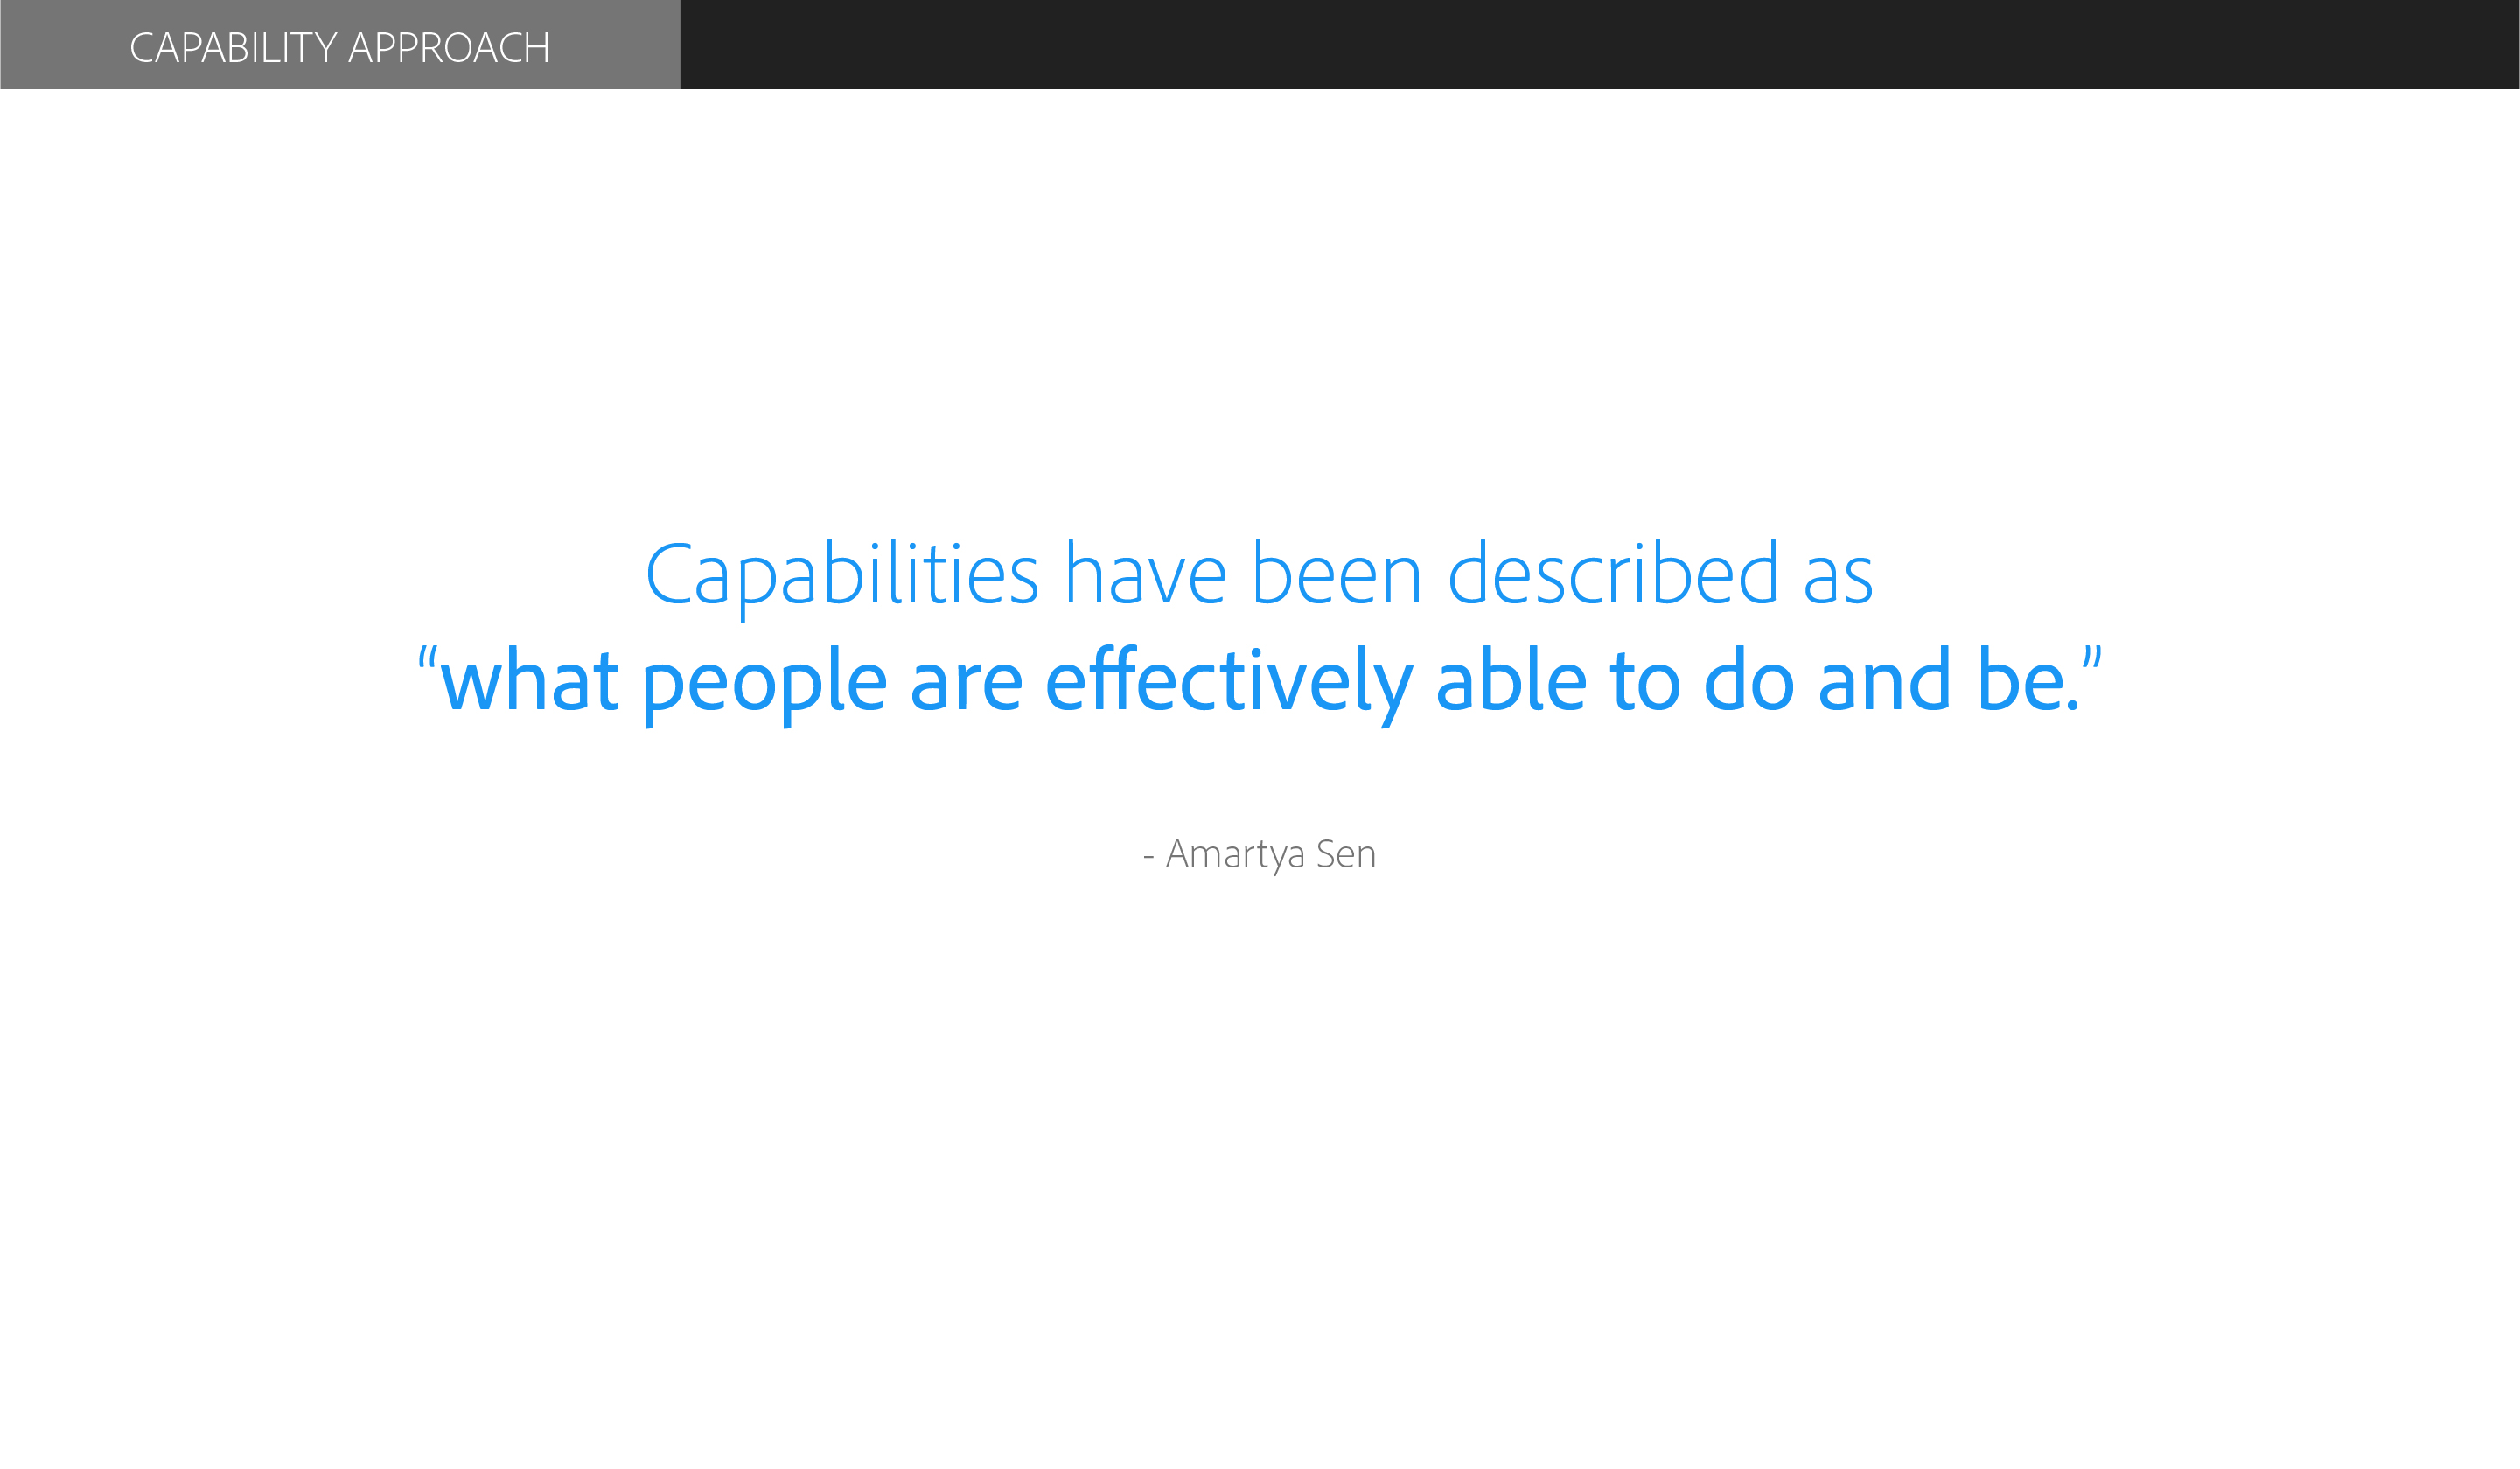 CAPABILITY APPROACH
Capabilities have been described as
“what people are effectively able to do and be.”
- Amartya Sen